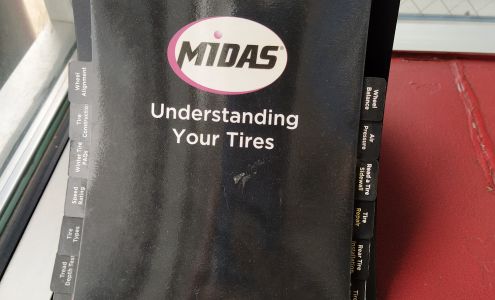 MIDAS
Understanding
Your Tires
Wheel
Alignment
Tire
Construction
Winter Tire
FAQs
Speed
Rating
Tire
Types
Tread
Depth Test
Wheel
Balance
Air
Pressure
Read a Tire
Sidewall
Tire
Repair
Rear Tire
Installation